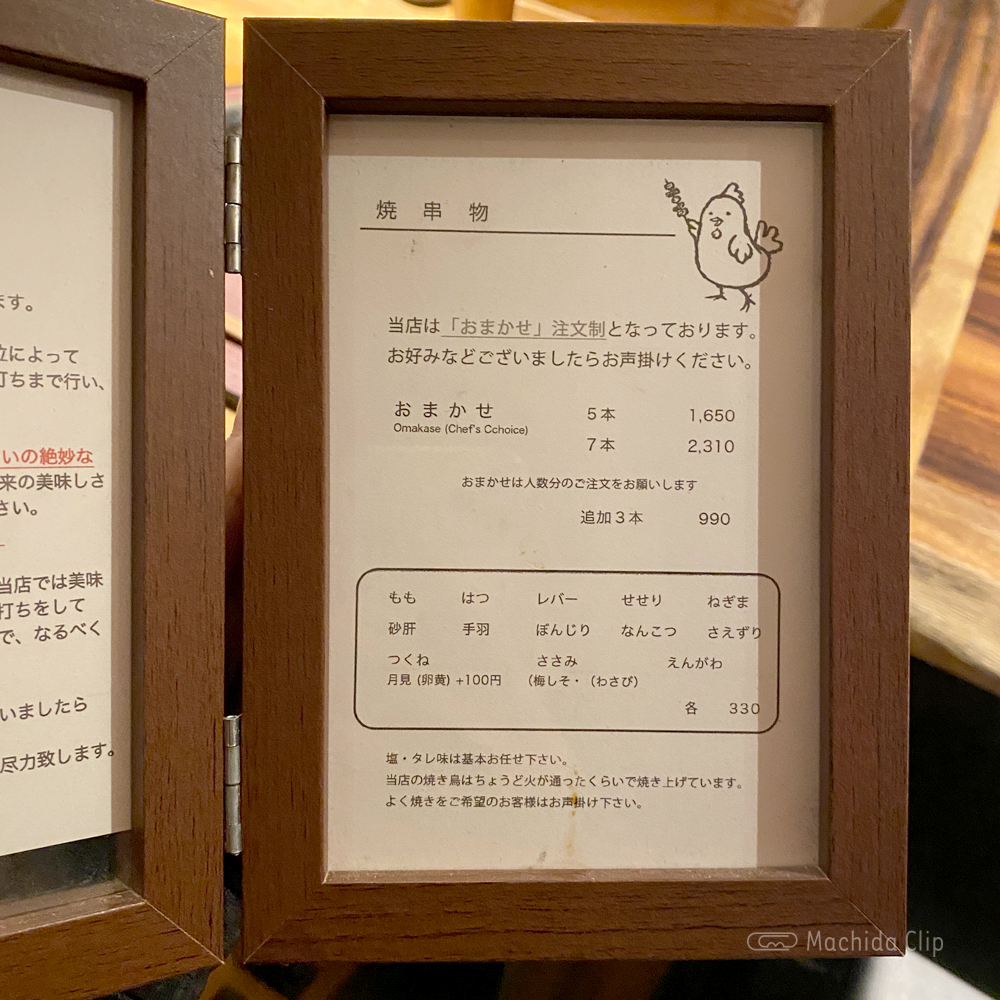 ます。
位によって
打ちまで行い、
いの絶妙な
来の美味しさ
さい。
当店では美味
打ちをして
で、なるべく
いましたら
尽力致します。
焼 串 物
当店は「おまかせ」注文制となっております。
お好みなどございましたらお声掛けください。
おまかせ 5本 1,650
Omakase (Chef's Cchoice)
7本 2,310
おまかせは人数分のご注文をお願いします
追加3本 990
もも はつ レバー せせり ねぎま
砂肝 手羽 ぼんじり なんこつ さえずり
つくね ささみ えんがわ
月見 (卵黄) +100円 (梅しそ・(わさび)
各 330
塩・タレ味は基本お任せ下さい。
当店の焼き鳥はちょうど火が通ったくらいで焼き上げています。
よく焼きをご希望のお客様はお声掛け下さい。
Machida Clip